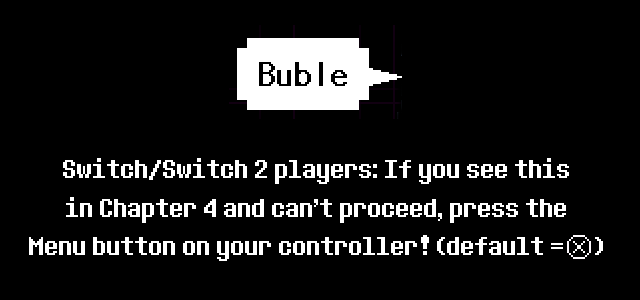 Buble
Switch/Switch 2 players: If you see this
in Chapter 4 and can't proceed, press the
Menu button on your controller! (default =Ⓧ)